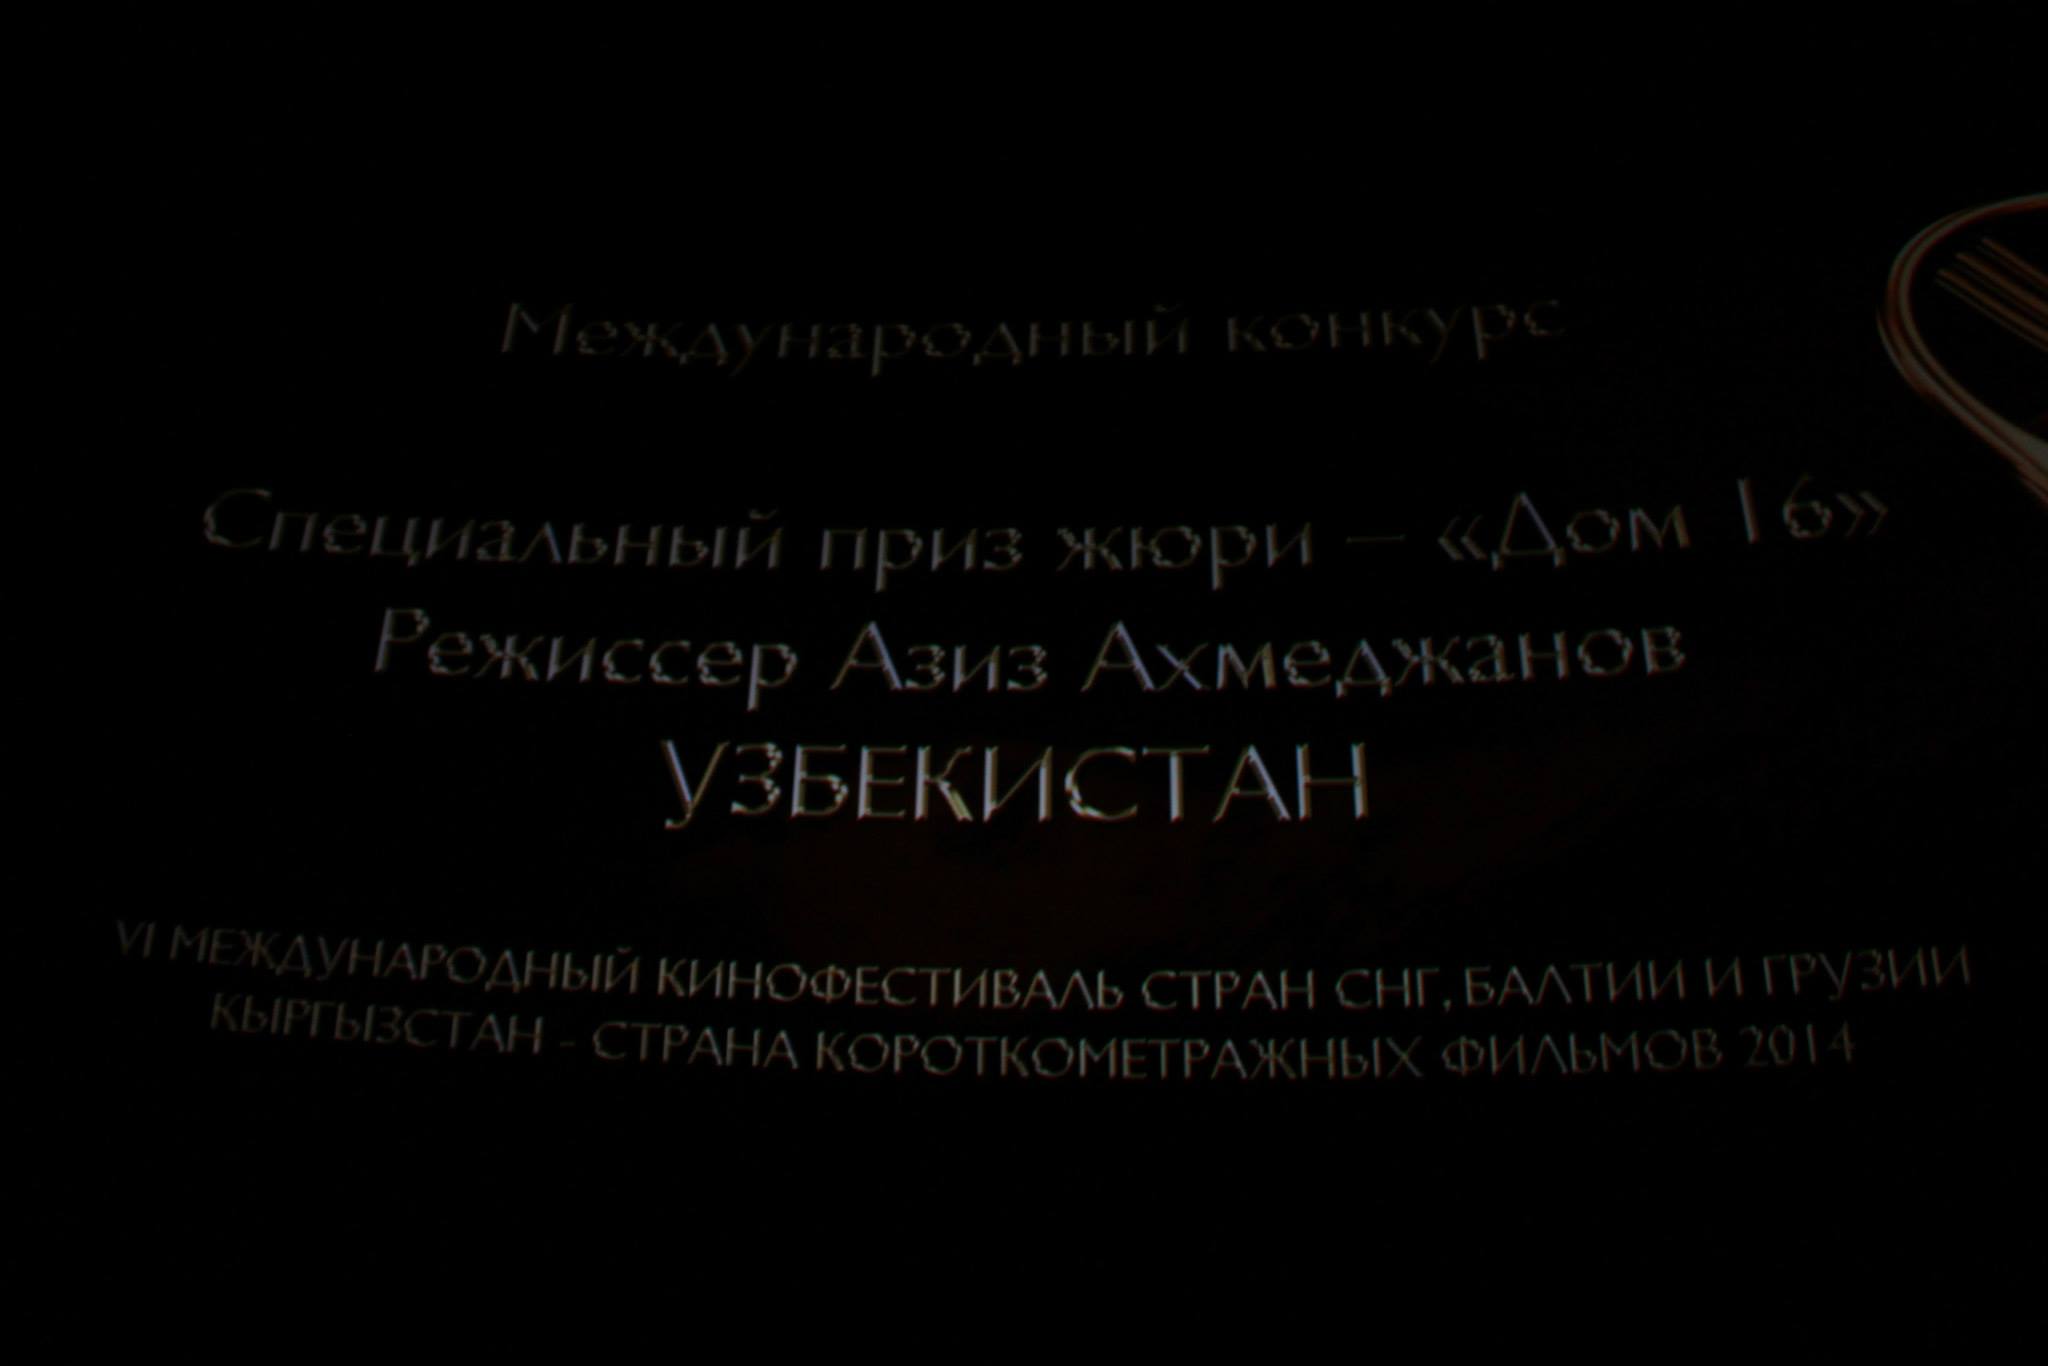 Международный конкурс
Специальный приз жюри – «Дом 16»
Режиссер Азиз Ахмеджанов
УЗБЕКИСТАН
VI МЕЖДУНАРОДНЫЙ КИНОФЕСТИВАЛЬ СТРАН СНГ, БАЛТИИ И ГРУЗИИ
КЫРГЫЗСТАН - СТРАНА КОРОТКОМЕТРАЖНЫХ ФИЛЬМОВ 2014